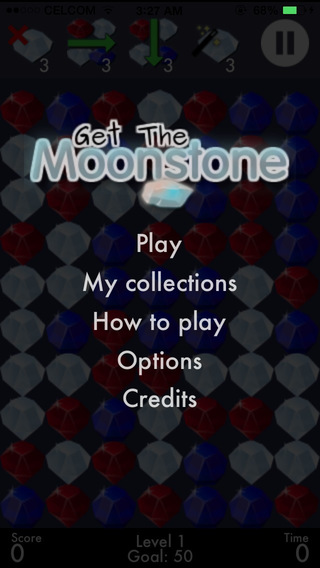 CELCOM 3:27 AM 68%
3 3 3 3
Get The
Moonstone
Play
My collections
How to play
Options
Credits
Score Level 1 Time
0 Goal: 50 0